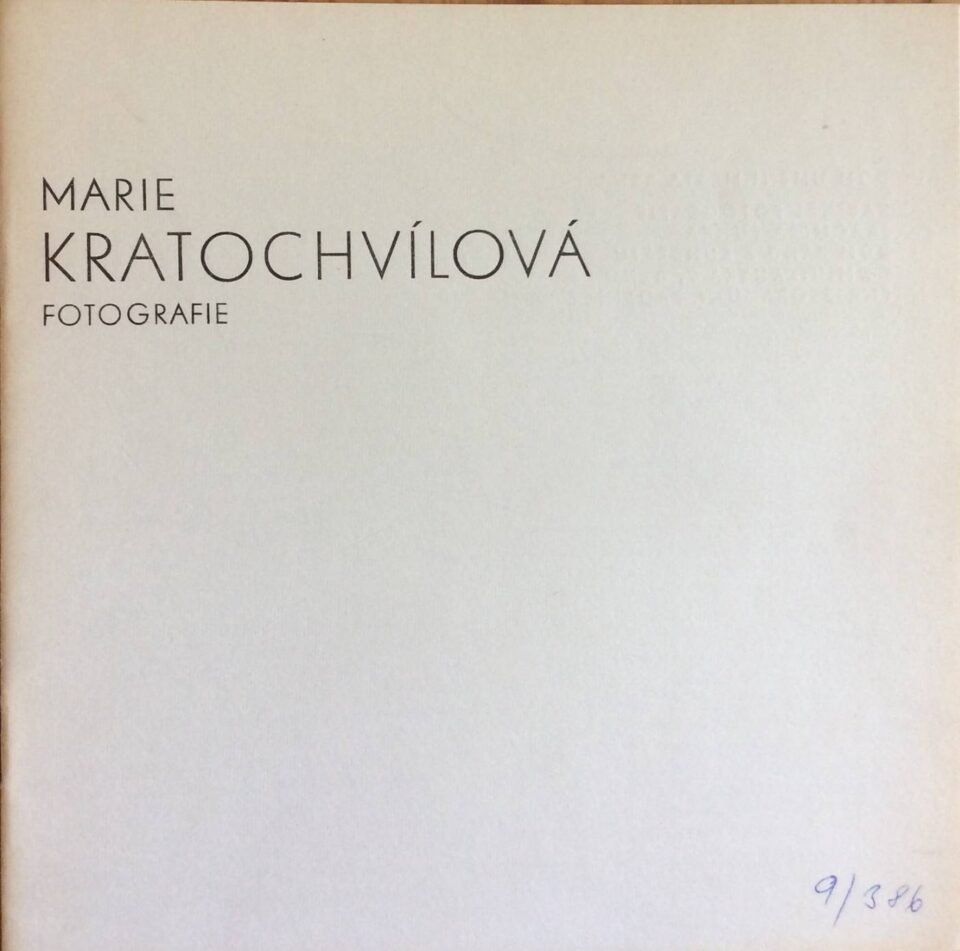 MARIE
KRATOCHVÍLOVÁ
FOTOGRAFIE
9/386